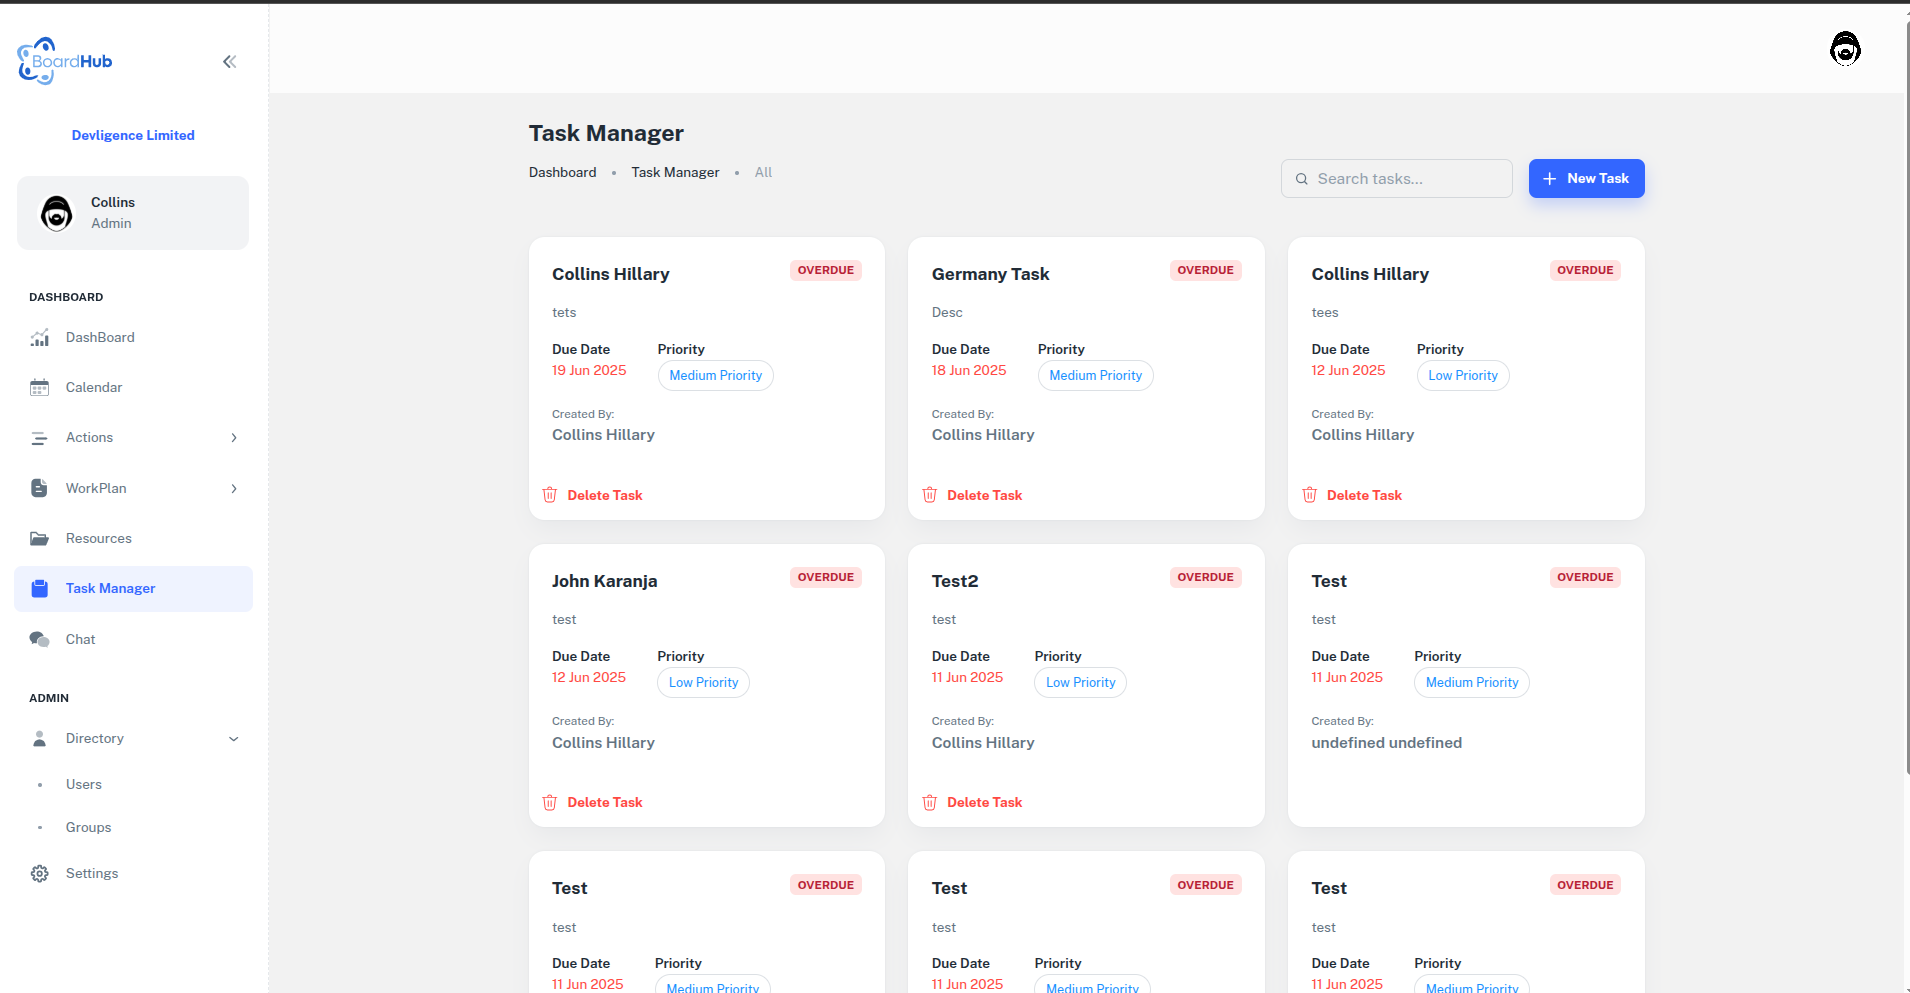 BoardHub
Devligence Limited
Collins
Admin
DASHBOARD
DashBoard
Calendar
Actions
WorkPlan
Resources
Task Manager
Chat
ADMIN
Directory
Users
Groups
Settings
Task Manager
Dashboard • Task Manager • All
Search tasks...
New Task
Collins Hillary OVERDUE
tets
Due Date Priority
19 Jun 2025 Medium Priority
Created By:
Collins Hillary
Delete Task
Germany Task OVERDUE
Desc
Due Date Priority
18 Jun 2025 Medium Priority
Created By:
Collins Hillary
Delete Task
Collins Hillary OVERDUE
tees
Due Date Priority
12 Jun 2025 Low Priority
Created By:
Collins Hillary
Delete Task
John Karanja OVERDUE
test
Due Date Priority
12 Jun 2025 Low Priority
Created By:
Collins Hillary
Delete Task
Test2 OVERDUE
test
Due Date Priority
11 Jun 2025 Low Priority
Created By:
Collins Hillary
Delete Task
Test OVERDUE
test
Due Date Priority
11 Jun 2025 Medium Priority
Created By:
undefined undefined
Test OVERDUE
test
Due Date Priority
11 Jun 2025 Medium Priority
Test OVERDUE
test
Due Date Priority
11 Jun 2025 Medium Priority
Test OVERDUE
test
Due Date Priority
11 Jun 2025 Medium Priority